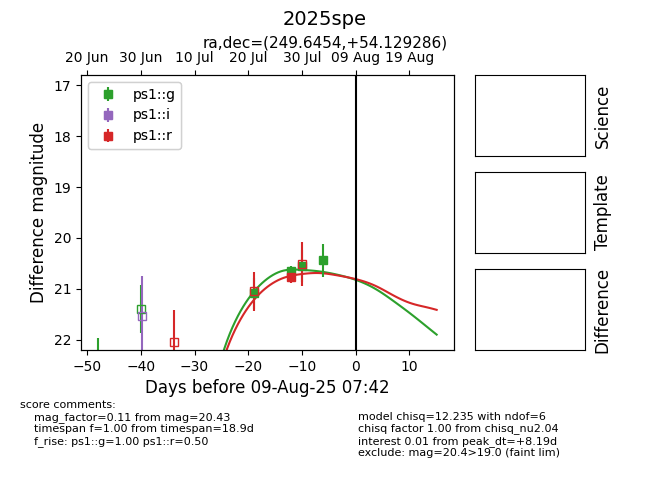 2025spe
ra,dec=(249.6454,+54.129286)
20 Jun 30 Jun 10 Jul 20 Jul 30 Jul 09 Aug 19 Aug
ps1::g
ps1::i
ps1::r
17
18
19
20
21
22
Difference magnitude
−50 −40 −30 −20 −10 0 10
Days before 09-Aug-25 07:42
Science
Template
Difference
score comments:
mag_factor=0.11 from mag=20.43
timespan f=1.00 from timespan=18.9d
f_rise: ps1::g=1.00 ps1::r=0.50
model chisq=12.235 with ndof=6
chisq factor 1.00 from chisq_nu2.04
interest 0.01 from peak_dt=+8.19d
exclude: mag=20.4>19.0 (faint lim)